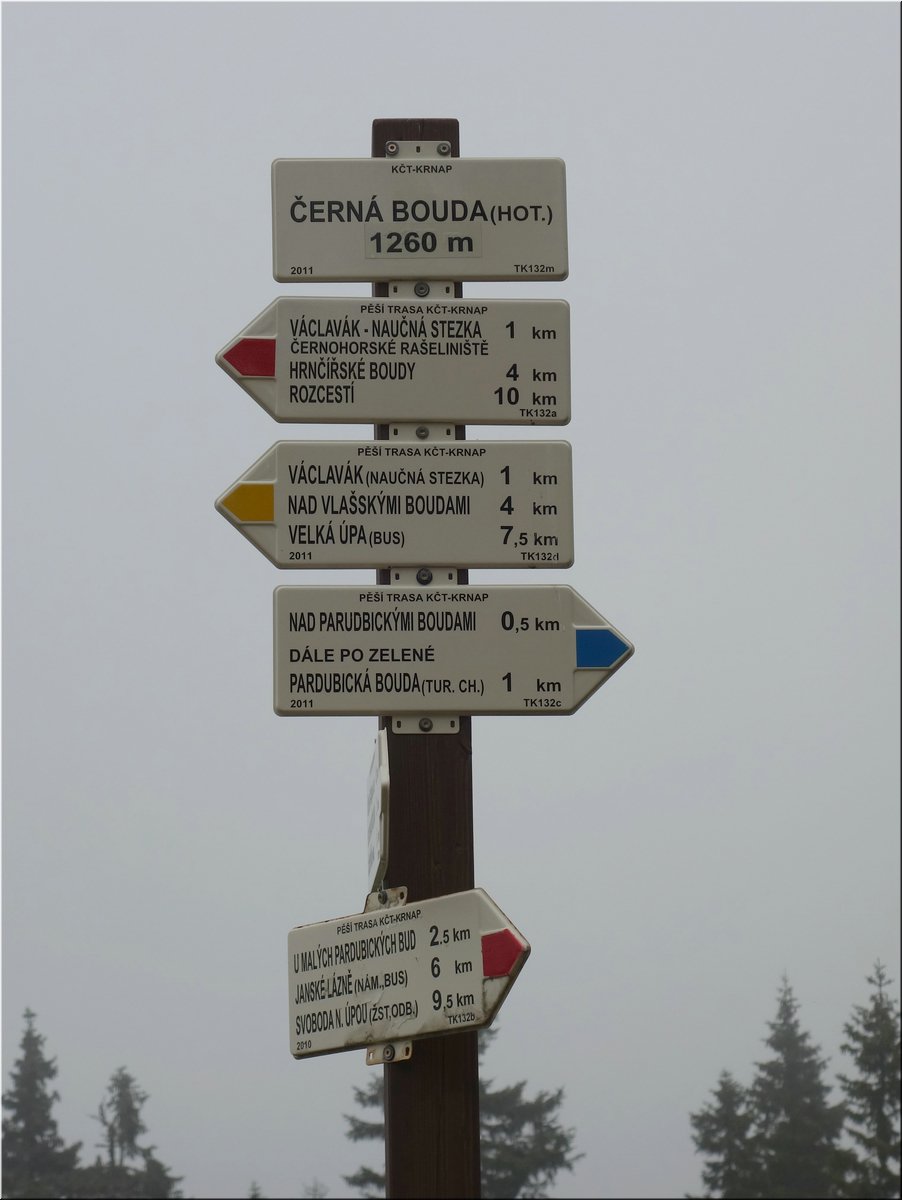 KČT-KRNAP
ČERNÁ BOUDA (HOT.)
1260 m
2011 TK132m
PĚŠÍ TRASA KČT-KRNAP
VÁCLAVÁK - NAUČNÁ STEZKA 1 km
ČERNOHORSKÉ RAŠELINIŠTĚ
HRNČÍŘSKÉ BOUDY 4 km
ROZCESTÍ 10 km
TK132a
PĚŠÍ TRASA KČT-KRNAP
VÁCLAVÁK (NAUČNÁ STEZKA) 1 km
NAD VLAŠSKÝMI BOUDAMI 4 km
VELKÁ ÚPA (BUS) 7,5 km
2011 TK132d
PĚŠÍ TRASA KČT-KRNAP
NAD PARUDBICKÝMI BOUDAMI 0,5 km
DÁLE PO ZELENÉ
PARDUBICKÁ BOUDA (TUR. CH.) 1 km
2011 TK132c
PĚŠÍ TRASA KČT-KRNAP
U MALÝCH PARDUBICKÝCH BUD 2.5 km
JANSKÉ LÁZNĚ (NÁM.,BUS) 6 km
SVOBODA N. ÚPOU (ŽST,ODB.) 9,5 km
2010 TK132b